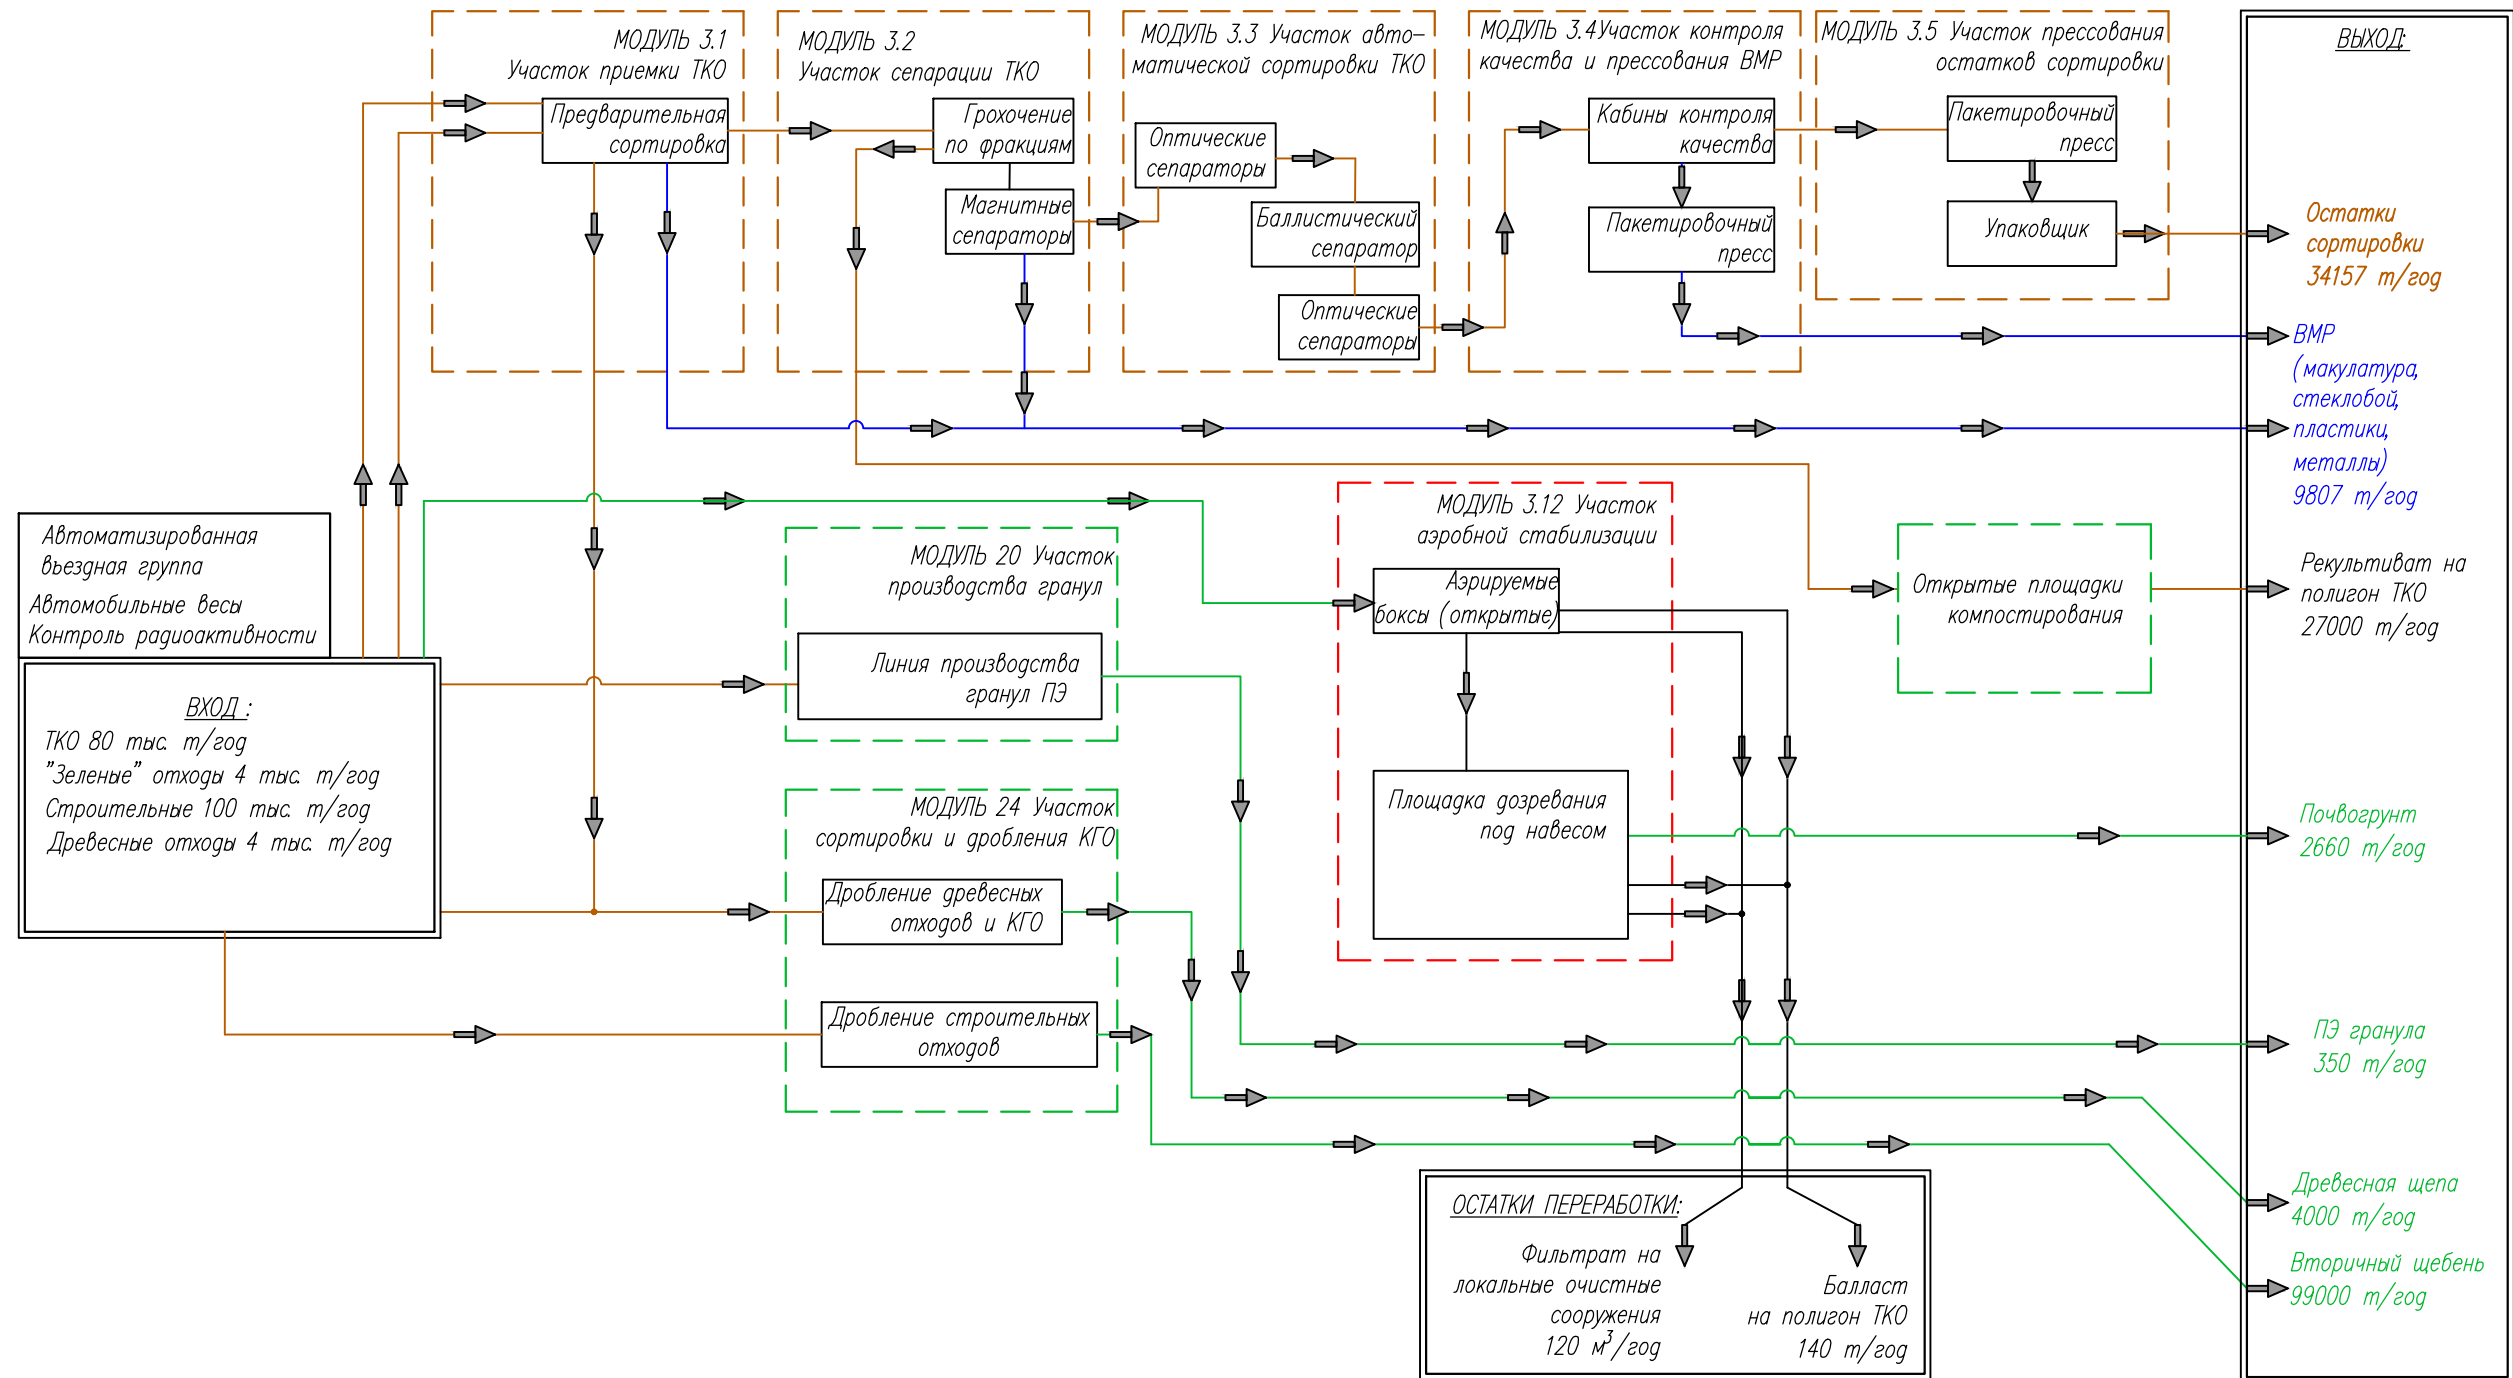 МОДУЛЬ 3.1
Участок приемки ТКО
Предварительная
сортировка
МОДУЛЬ 3.2
Участок сепарации ТКО
Грохочение
по фракциям
Магнитные
сепараторы
МОДУЛЬ 3.3 Участок авто-
матической сортировки ТКО
Оптические
сепараторы
Баллистический
сепаратор
Оптические
сепараторы
МОДУЛЬ 3.4Участок контроля
качества и прессования ВМР
Кабины контроля
качества
Пакетировочный
пресс
МОДУЛЬ 3.5 Участок прессования
остатков сортировки
Пакетировочный
пресс
Упаковщик
ВЫХОД:
Остатки
сортировки
34157 т/год
ВМР
(макулатура,
стеклобой,
пластики,
металлы)
9807 т/год
Рекультиват на
полигон ТКО
27000 т/год
Почвогрунт
2660 т/год
ПЭ гранула
350 т/год
Древесная щепа
4000 т/год
Вторичный щебень
99000 т/год
Автоматизированная
вьездная группа
Автомобильные весы
Контроль радиоактивности
ВХОД :
ТКО 80 тыс. т/год
"Зеленые" отходы 4 тыс. т/год
Строительные 100 тыс. т/год
Древесные отходы 4 тыс. т/год
МОДУЛЬ 20 Участок
производства гранул
Линия производства
гранул ПЭ
МОДУЛЬ 24 Участок
сортировки и дробления КГО
Дробление древесных
отходов и КГО
Дробление строительных
отходов
МОДУЛЬ 3.12 Участок
аэробной стабилизации
Аэрируемые
боксы (открытые)
Площадка дозревания
под навесом
Открытые площадки
компостирования
ОСТАТКИ ПЕРЕРАБОТКИ:
Фильтрат на
локальные очистные
сооружения
120 м³/год
Балласт
на полигон ТКО
140 т/год